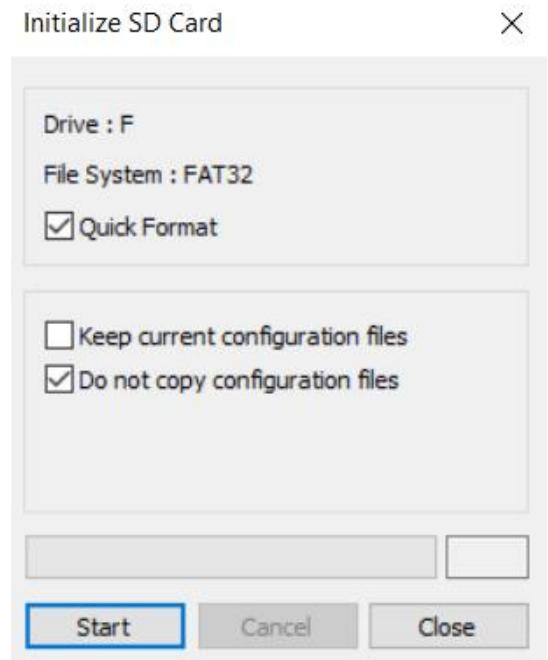 Initialize SD Card
Drive : F
File System : FAT32
Quick Format
Keep current configuration files
Do not copy configuration files
Start Cancel Close